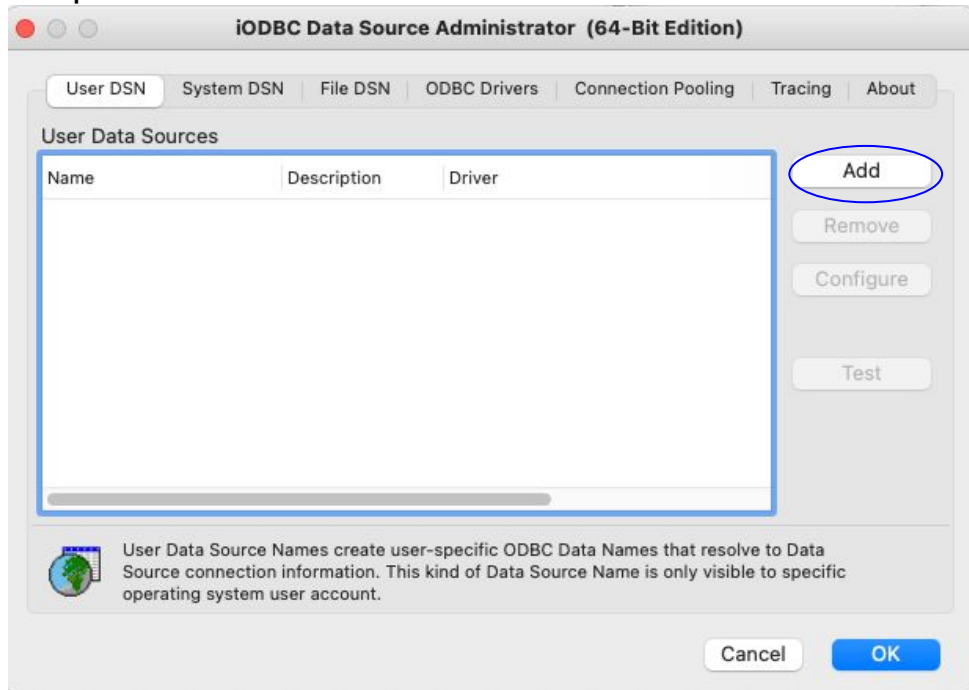 iODBC Data Source Administrator (64-Bit Edition)
User DSN System DSN File DSN ODBC Drivers Connection Pooling Tracing About
User Data Sources
Name Description Driver
Add
Remove
Configure
Test
User Data Source Names create user-specific ODBC Data Names that resolve to Data
Source connection information. This kind of Data Source Name is only visible to specific
operating system user account.
Cancel OK